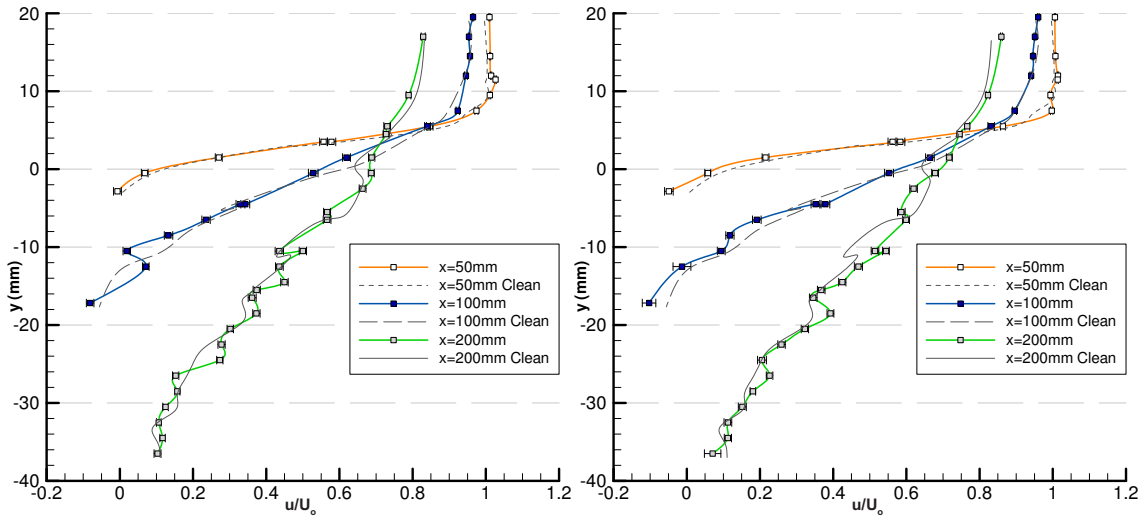 20
10
0
-10
-20
-30
-40
y (mm)
-0.2
0
0.2
0.4
0.6
0.8
1
1.2
u/Uₒ
x=50mm
x=50mm Clean
x=100mm
x=100mm Clean
x=200mm
x=200mm Clean
20
10
0
-10
-20
-30
-40
y (mm)
-0.2
0
0.2
0.4
0.6
0.8
1
1.2
u/Uₒ
x=50mm
x=50mm Clean
x=100mm
x=100mm Clean
x=200mm
x=200mm Clean